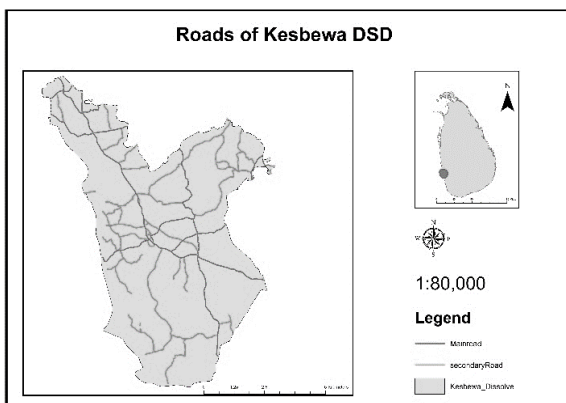 Roads of Kesbewa DSD
N
N
W E
S
1:80,000
Legend
Mainroad
secondaryRoad
Kesbewa_Dissolve